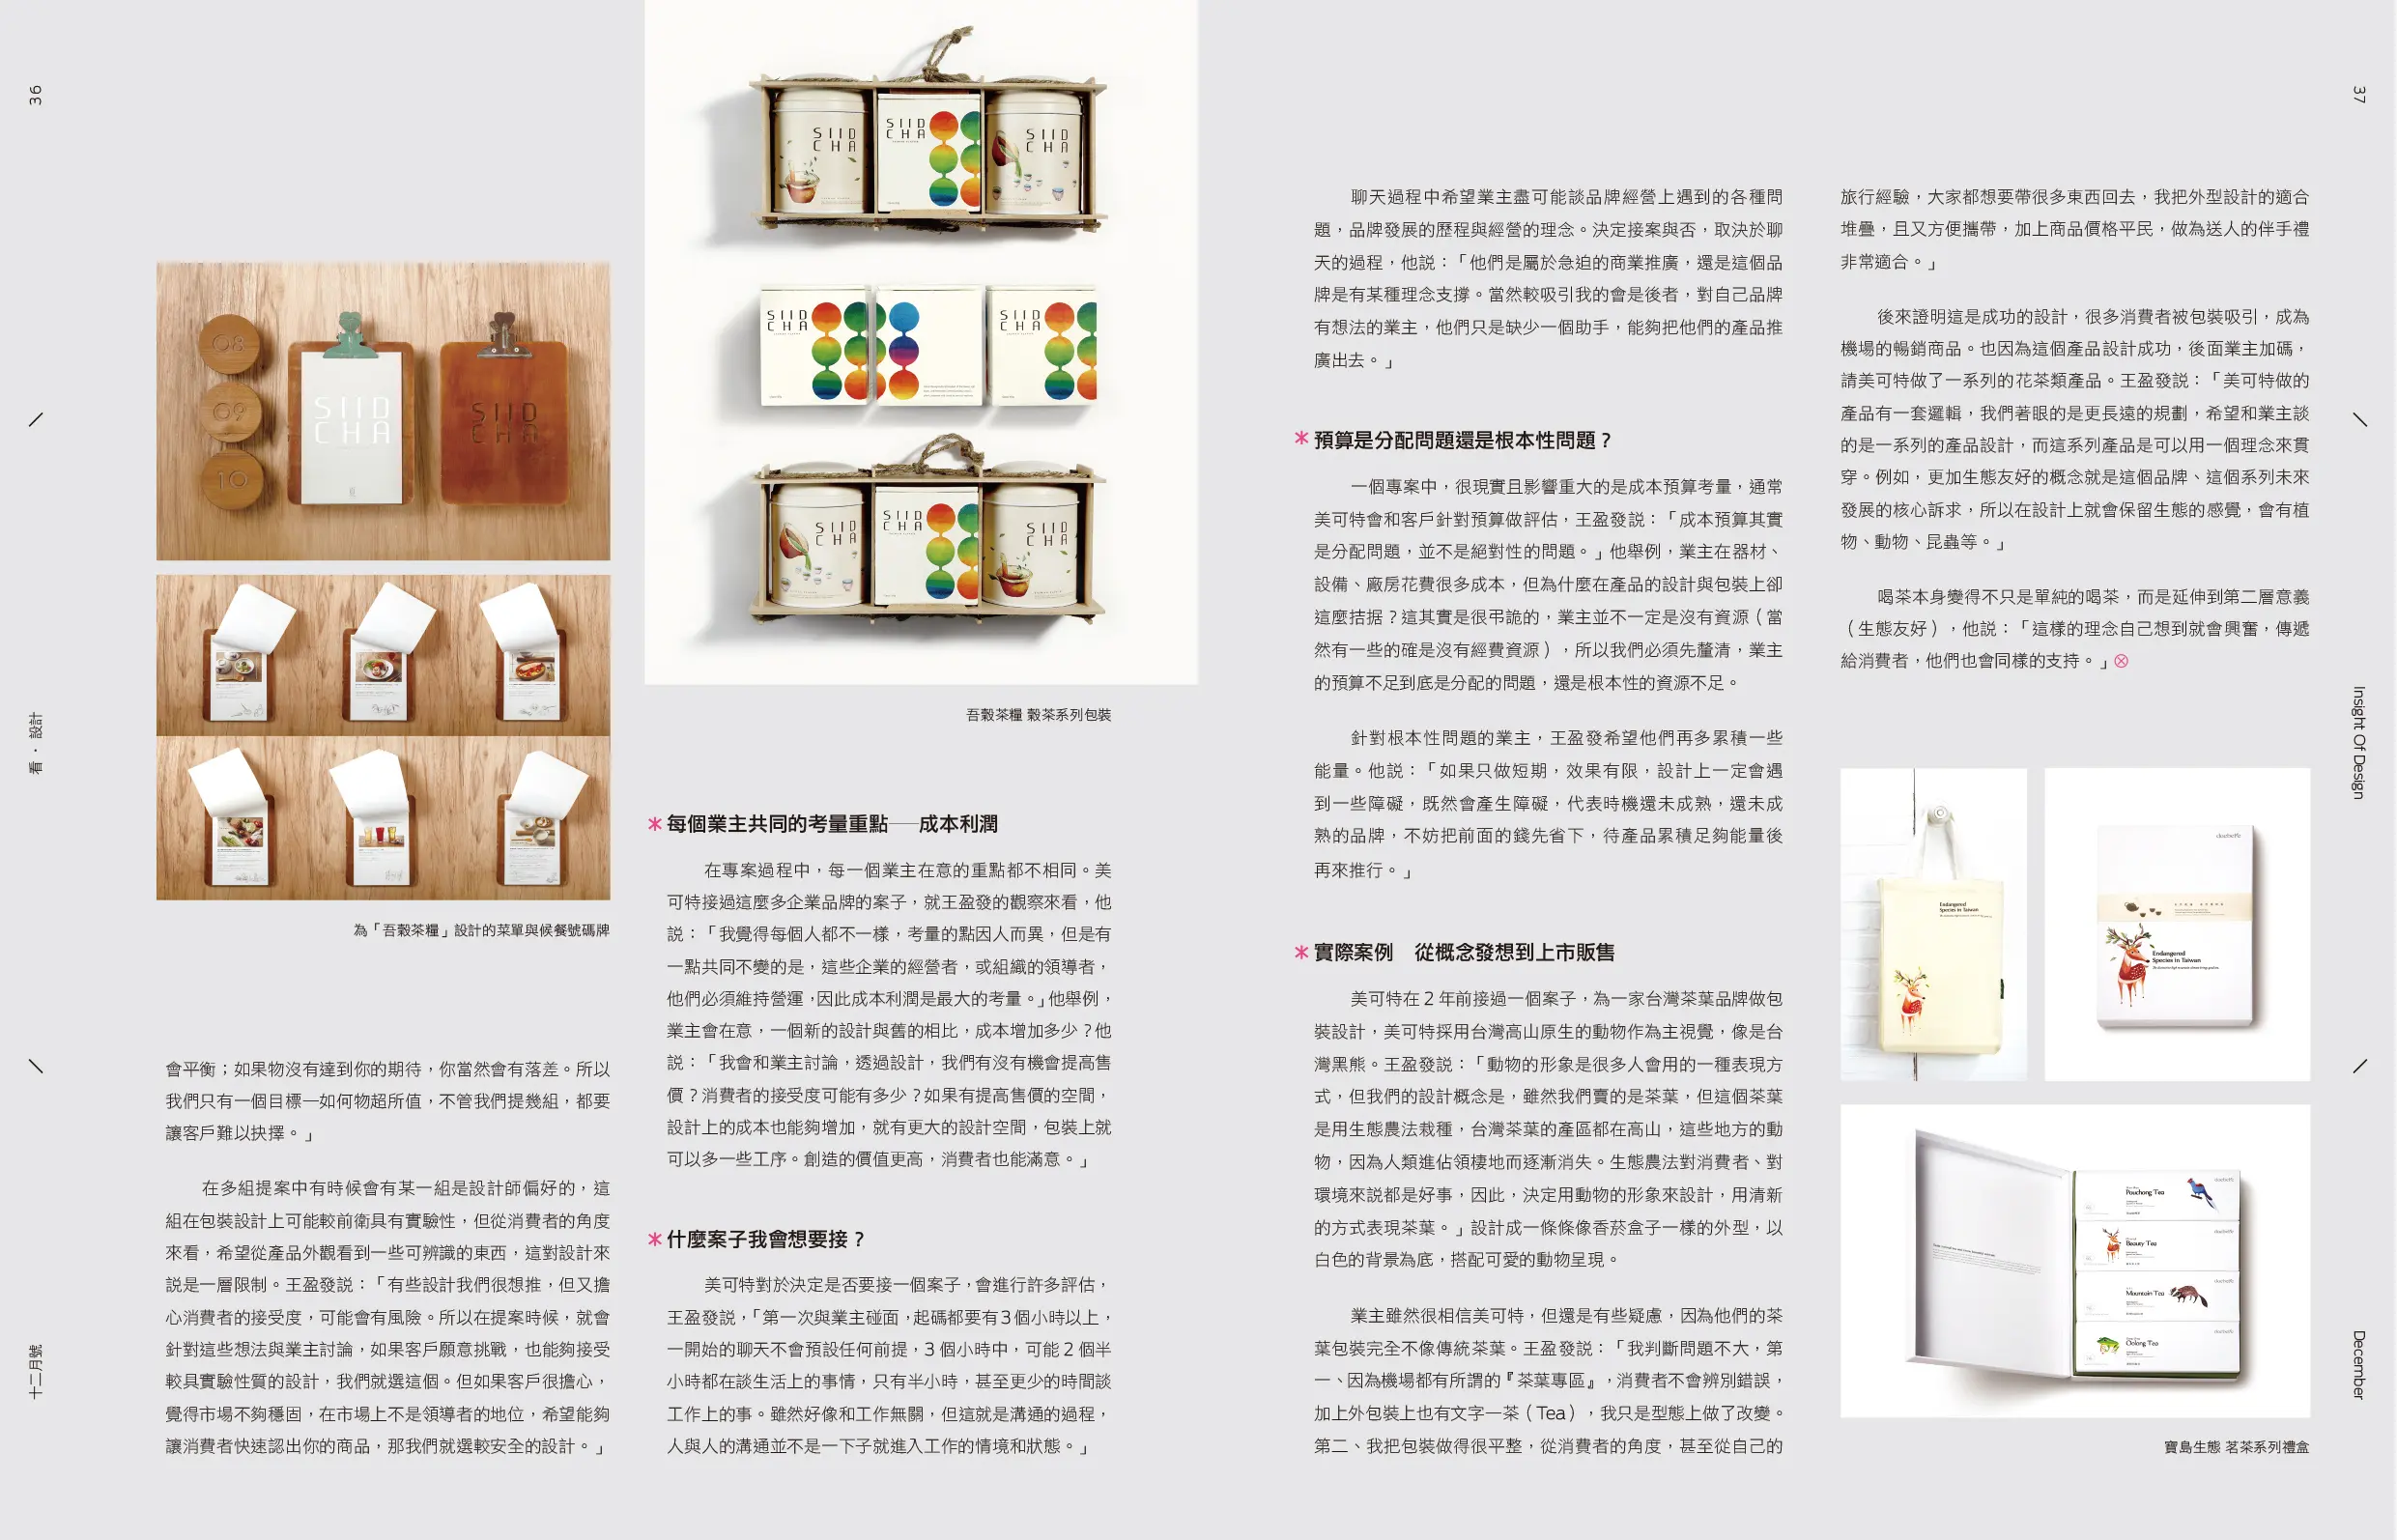 36
看・設計
十二月號
08
09
10
SIID
CHA
SIID
CHA
為「吾穀茶糧」設計的菜單與候餐號碼牌
會平衡；如果物沒有達到你的期待，你當然會有落差。所以
我們只有一個目標—如何物超所值，不管我們提幾組，都要
讓客戶難以抉擇。」
在多組提案中有時候會有某一組是設計師偏好的，這
組在包裝設計上可能較前衛具有實驗性，但從消費者的角度
來看，希望從產品外觀看到一些可辨識的東西，這對設計來
説是一層限制。王盈發説：「有些設計我們很想推，但又擔
心消費者的接受度，可能會有風險。所以在提案時候，就會
針對這些想法與業主討論，如果客戶願意挑戰，也能夠接受
較具實驗性質的設計，我們就選這個。但如果客戶很擔心，
覺得市場不夠穩固，在市場上不是領導者的地位，希望能夠
讓消費者快速認出你的商品，那我們就選較安全的設計。」
SIID
CHA
SIID
CHA
SIID
CHA
SIID
CHA
SIID
CHA
SIID
CHA
SIID
CHA
SIID
CHA
吾穀茶糧 穀茶系列包裝
*每個業主共同的考量重點──成本利潤
在專案過程中，每一個業主在意的重點都不相同。美
可特接過這麼多企業品牌的案子，就王盈發的觀察來看，他
説：「我覺得每個人都不一樣，考量的點因人而異，但是有
一點共同不變的是，這些企業的經營者，或組織的領導者，
他們必須維持營運，因此成本利潤是最大的考量。」他舉例，
業主會在意，一個新的設計與舊的相比，成本增加多少？他
説：「我會和業主討論，透過設計，我們有沒有機會提高售
價？消費者的接受度可能有多少？如果有提高售價的空間，
設計上的成本也能夠增加，就有更大的設計空間，包裝上就
可以多一些工序。創造的價值更高，消費者也能滿意。」
*什麼案子我會想要接？
美可特對於決定是否要接一個案子，會進行許多評估，
王盈發説，「第一次與業主碰面，起碼都要有3個小時以上，
一開始的聊天不會預設任何前提，3 個小時中，可能 2 個半
小時都在談生活上的事情，只有半小時，甚至更少的時間談
工作上的事。雖然好像和工作無關，但這就是溝通的過程，
人與人的溝通並不是一下子就進入工作的情境和狀態。」
聊天過程中希望業主盡可能談品牌經營上遇到的各種問
題，品牌發展的歷程與經營的理念。決定接案與否，取決於聊
天的過程，他説：「他們是屬於急迫的商業推廣，還是這個品
牌是有某種理念支撐。當然較吸引我的會是後者，對自己品牌
有想法的業主，他們只是缺少一個助手，能夠把他們的產品推
廣出去。」
*預算是分配問題還是根本性問題？
一個專案中，很現實且影響重大的是成本預算考量，通常
美可特會和客戶針對預算做評估，王盈發説：「成本預算其實
是分配問題，並不是絕對性的問題。」他舉例，業主在器材、
設備、廠房花費很多成本，但為什麼在產品的設計與包裝上卻
這麼拮据？這其實是很弔詭的，業主並不一定是沒有資源（當
然有一些的確是沒有經費資源），所以我們必須先釐清，業主
的預算不足到底是分配的問題，還是根本性的資源不足。
針對根本性問題的業主，王盈發希望他們再多累積一些
能量。他説：「如果只做短期，效果有限，設計上一定會遇
到一些障礙，既然會產生障礙，代表時機還未成熟，還未成
熟的品牌，不妨把前面的錢先省下，待產品累積足夠能量後
再來推行。」
*實際案例　從概念發想到上市販售
美可特在 2 年前接過一個案子，為一家台灣茶葉品牌做包
裝設計，美可特採用台灣高山原生的動物作為主視覺，像是台
灣黑熊。王盈發説：「動物的形象是很多人會用的一種表現方
式，但我們的設計概念是，雖然我們賣的是茶葉，但這個茶葉
是用生態農法栽種，台灣茶葉的產區都在高山，這些地方的動
物，因為人類進佔領棲地而逐漸消失。生態農法對消費者、對
環境來説都是好事，因此，決定用動物的形象來設計，用清新
的方式表現茶葉。」設計成一條條像香菸盒子一樣的外型，以
白色的背景為底，搭配可愛的動物呈現。
業主雖然很相信美可特，但還是有些疑慮，因為他們的茶
葉包裝完全不像傳統茶葉。王盈發説：「我判斷問題不大，第
一、因為機場都有所謂的『茶葉專區』，消費者不會辨別錯誤，
加上外包裝上也有文字一茶（Tea），我只是型態上做了改變。
第二、我把包裝做得很平整，從消費者的角度，甚至從自己的
旅行經驗，大家都想要帶很多東西回去，我把外型設計的適合
堆疊，且又方便攜帶，加上商品價格平民，做為送人的伴手禮
非常適合。」
後來證明這是成功的設計，很多消費者被包裝吸引，成為
機場的暢銷商品。也因為這個產品設計成功，後面業主加碼，
請美可特做了一系列的花茶類產品。王盈發説：「美可特做的
產品有一套邏輯，我們著眼的是更長遠的規劃，希望和業主談
的是一系列的產品設計，而這系列產品是可以用一個理念來貫
穿。例如，更加生態友好的概念就是這個品牌、這個系列未來
發展的核心訴求，所以在設計上就會保留生態的感覺，會有植
物、動物、昆蟲等。」
喝茶本身變得不只是單純的喝茶，而是延伸到第二層意義
（生態友好），他説：「這樣的理念自己想到就會興奮，傳遞
給消費者，他們也會同樣的支持。」
Endangered
Species in Taiwan
Endangered
Species in Taiwan
Pouchong Tea
Beauty Tea
Mountain Tea
Oolong Tea
寶島生態 茗茶系列禮盒
37
Insight Of Design
December